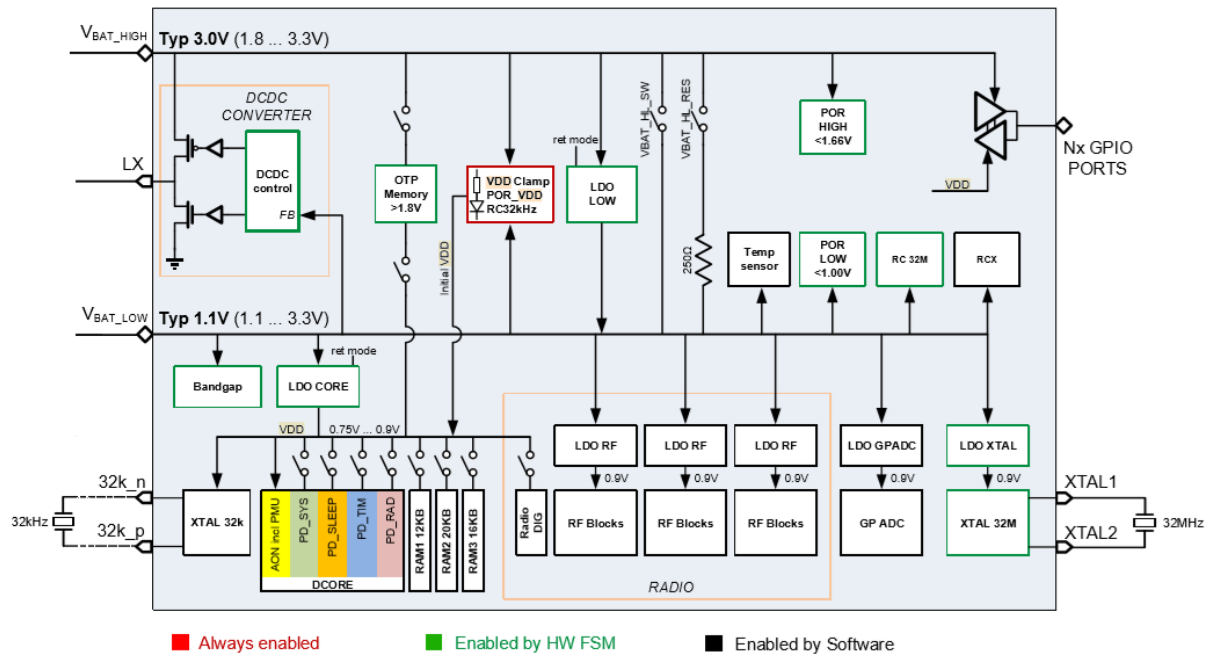 VBAT_HIGH
Typ 3.0V (1.8 ... 3.3V)
DCDC
CONVERTER
LX
DCDC
control
FB
OTP
Memory
>1.8V
VDD Clamp
POR_VDD
RC32kHz
Initial VDD
ret mode
LDO
LOW
VBAT_HL_SW
VBAT_HL_RES
250Ω
POR
HIGH
<1.66V
VDD
Nx GPIO
PORTS
Temp
sensor
POR
LOW
<1.00V
RC 32M
RCX
VBAT_LOW
Typ 1.1V (1.1 ... 3.3V)
Bandgap
ret mode
LDO CORE
VDD
0.75V ... 0.9V
LDO RF
LDO RF
LDO RF
LDO GPADC
LDO XTAL
0.9V
0.9V
0.9V
0.9V
0.9V
32k_n
32kHz
32k_p
XTAL 32k
AON incl PMU
PD_SYS
PD_SLEEP
PD_TIM
PD_RAD
DCORE
RAM1 12KB
RAM2 20KB
RAM3 16KB
Radio
DIG
RF Blocks
RF Blocks
RF Blocks
GP ADC
XTAL 32M
XTAL1
XTAL2
32MHz
RADIO
Always enabled
Enabled by HW FSM
Enabled by Software